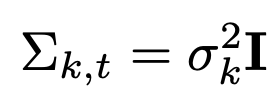 Σ_{k,t} = σ_k^2 𝐈